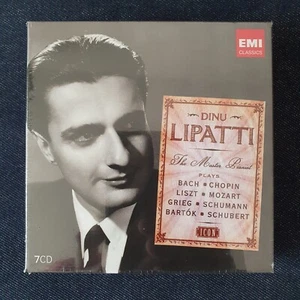 EMI
CLASSICS
DINU
LIPATTI
The Master Pianist
PLAYS
BACH • CHOPIN
LISZT • MOZART
GRIEG • SCHUMANN
BARTÓK • SCHUBERT
ICON
7CD